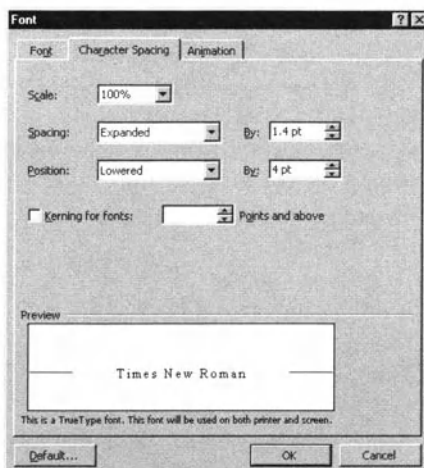 Font
Font Character Spacing Animation
Scale: 100%
Spacing: Expanded By: 1.4 pt
Position: Lowered By: 4 pt
Kerning for fonts: Points and above
Preview
Times New Roman
This is a TrueType font. This font will be used on both printer and screen.
Default... OK Cancel